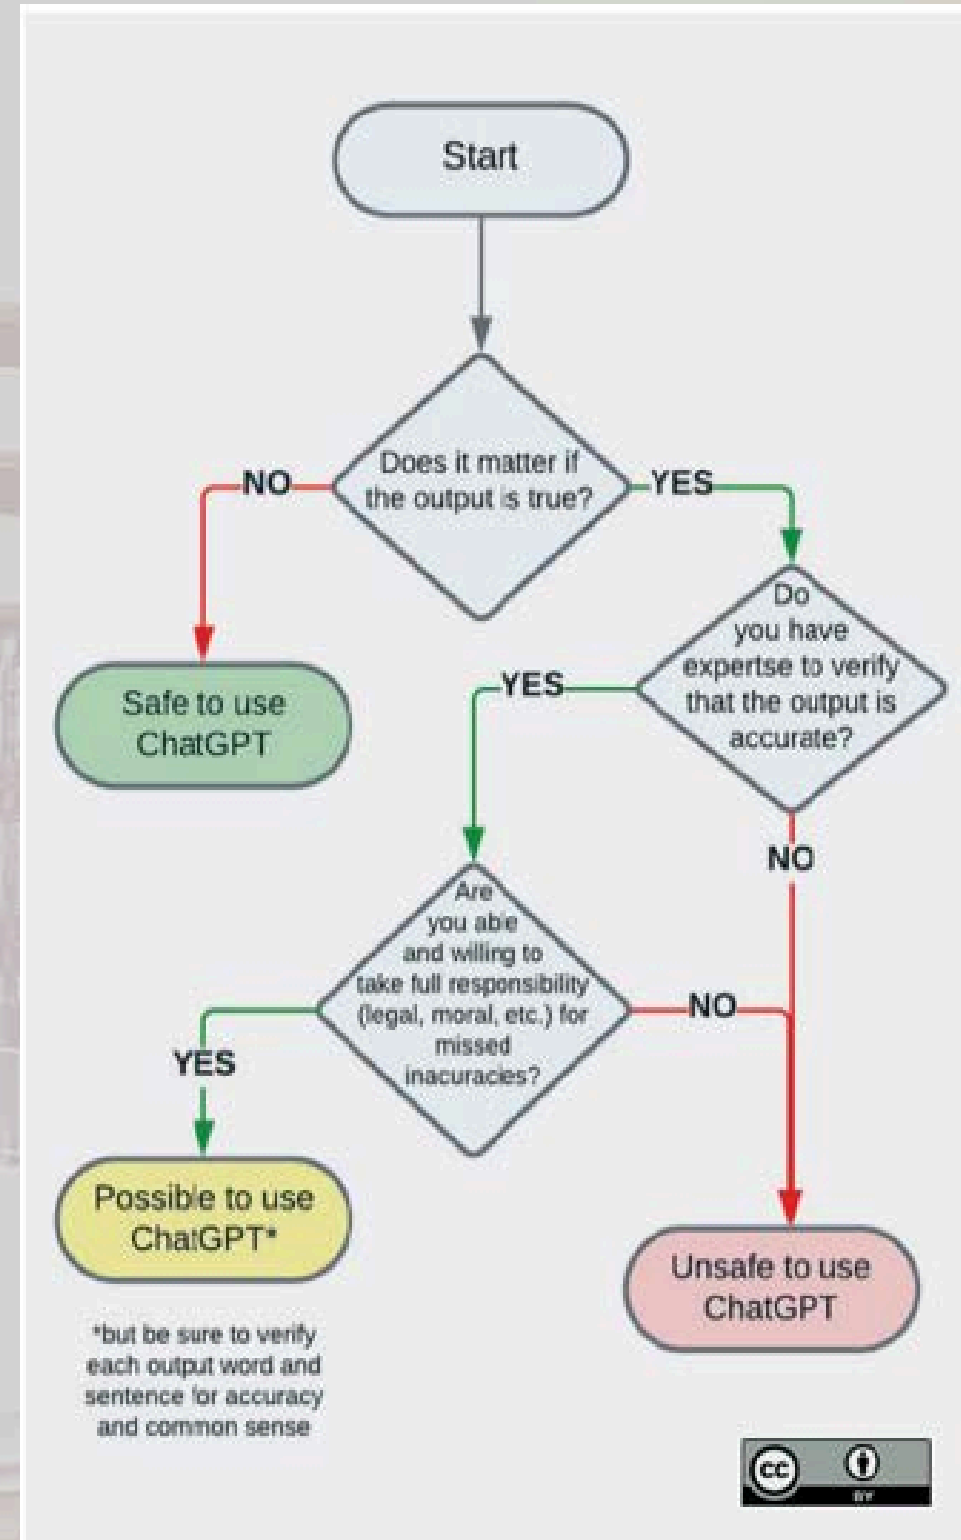 Start
Does it matter if
the output is true?
NO
YES
Do
you have
expertse to verify
that the output is
accurate?
Safe to use
ChatGPT
YES
NO
Are
you able
and willing to
take full responsibility
(legal, moral, etc.) for
missed
inacuracies?
NO
YES
Possible to use
ChatGPT*
Unsafe to use
ChatGPT
*but be sure to verify
each output word and
sentence for accuracy
and common sense
cc
BY